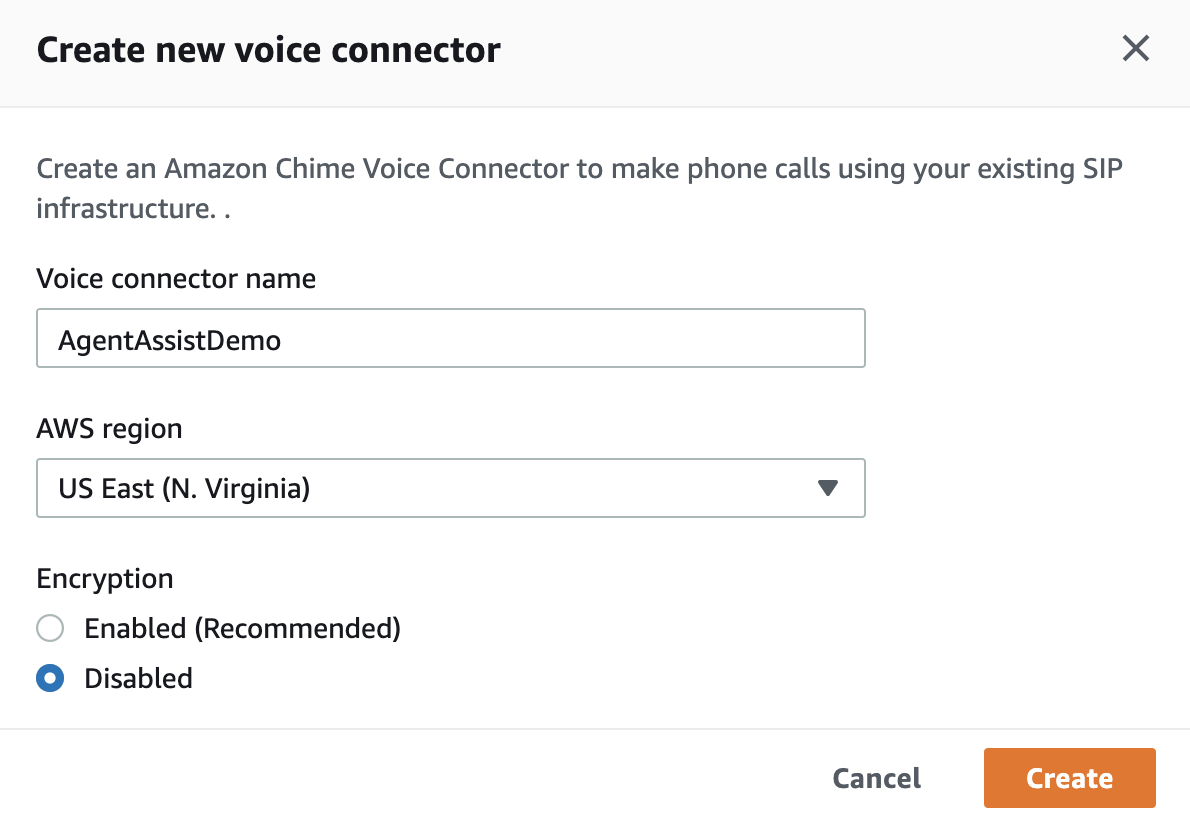 Create new voice connector
Create an Amazon Chime Voice Connector to make phone calls using your existing SIP
infrastructure. .
Voice connector name
AgentAssistDemo
AWS region
US East (N. Virginia)
Encryption
Enabled (Recommended)
Disabled
Cancel
Create